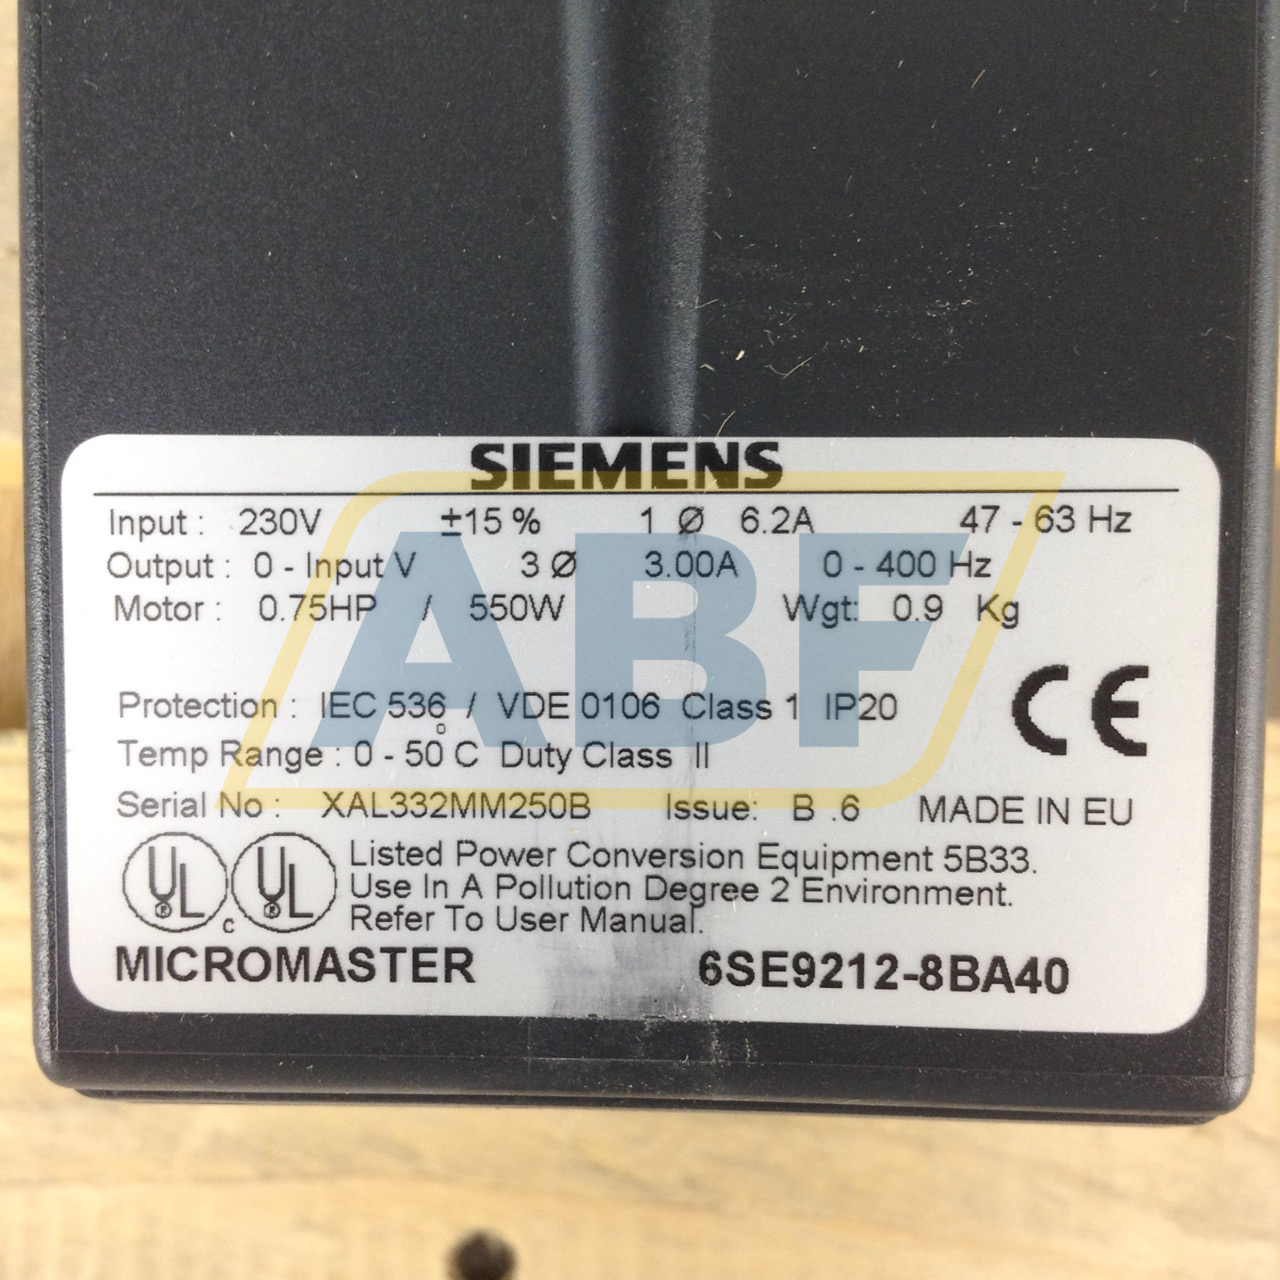 SIEMENS
Input : 230V ±15 % 1 Ø 6.2A 47 - 63 Hz
Output : 0 - Input V 3 Ø 3.00A 0 - 400 Hz
Motor : 0.75HP / 550W Wgt: 0.9 Kg
ABF
Protection : IEC 536 / VDE 0106 Class 1 IP20
Temp Range : 0 - 50°C Duty Class II
Serial No : XAL332MM250B Issue: B .6 MADE IN EU
CE
UL c UL
Listed Power Conversion Equipment 5B33.
Use In A Pollution Degree 2 Environment.
Refer To User Manual.
MICROMASTER 6SE9212-8BA40